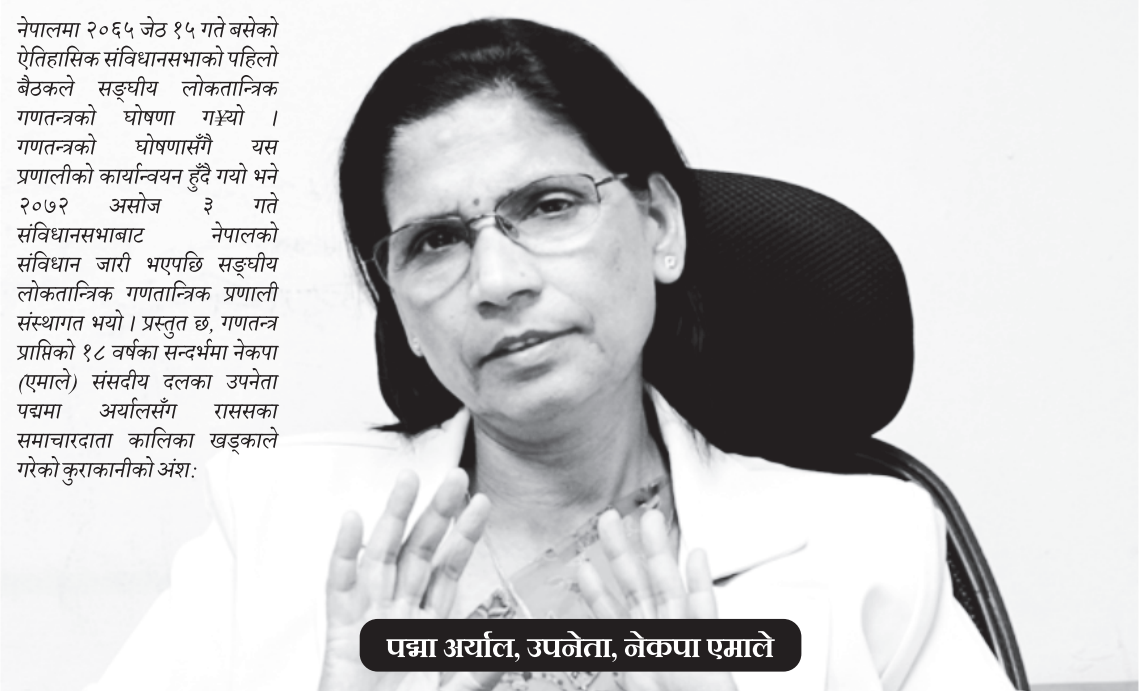 नेपालमा २०६५ जेठ १५ गते बसेको
ऐतिहासिक संविधानसभाको पहिलो
बैठकले सङ्घीय लोकतान्त्रिक
गणतन्त्रको घोषणा ग¥यो ।
गणतन्त्रको घोषणासँगै यस
प्रणालीको कार्यान्वयन हुँदै गयो भने
२०७२ असोज ३ गते
संविधानसभाबाट नेपालको
संविधान जारी भएपछि सङ्घीय
लोकतान्त्रिक गणतान्त्रिक प्रणाली
संस्थागत भयो । प्रस्तुत छ, गणतन्त्र
प्राप्तिको १८ वर्षका सन्दर्भमा नेकपा
(एमाले) संसदीय दलका उपनेता
पद्ममा अर्यालसँग राससका
समाचारदाता कालिका खड्काले
गरेको कुराकानीको अंश:
पद्मा अर्याल, उपनेता, नेकपा एमाले